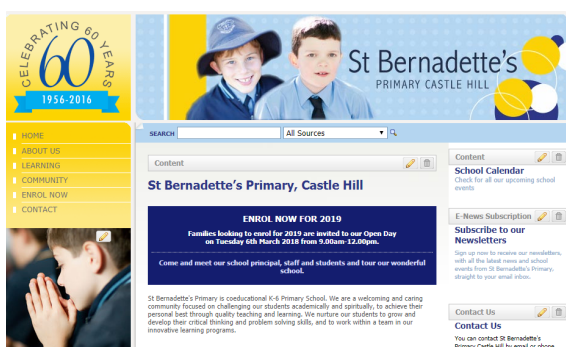 CELEBRATING 60 YEARS
60
1956-2016
St Bernadette's
PRIMARY CASTLE HILL
SEARCH
All Sources
HOME
ABOUT US
LEARNING
COMMUNITY
ENROL NOW
CONTACT
Content
St Bernadette's Primary, Castle Hill
ENROL NOW FOR 2019
Families looking to enrol for 2019 are invited to our Open Day
on Tuesday 6th March 2018 from 9.00am-12.00pm.
Come and meet our school principal, staff and students and tour our wonderful
school.
St Bernadette's Primary is coeducational K-6 Primary School. We are a welcoming and caring
community focused on challenging our students academically and spiritually, to achieve their
personal best through quality teaching and learning. We nurture our students to grow and
develop their critical thinking and problem solving skills, and to work within a team in our
innovative learning programs.
Content
School Calendar
Check for all our upcoming school
events
E-News Subscription
Subscribe to our
Newsletters
Sign up now to receive our newsletters,
with all the latest news and school
events from St Bernadette's Primary,
straight to your email inbox.
Contact Us
Contact Us
You can contact St Bernadette's
Primary Castle Hill by email or phone